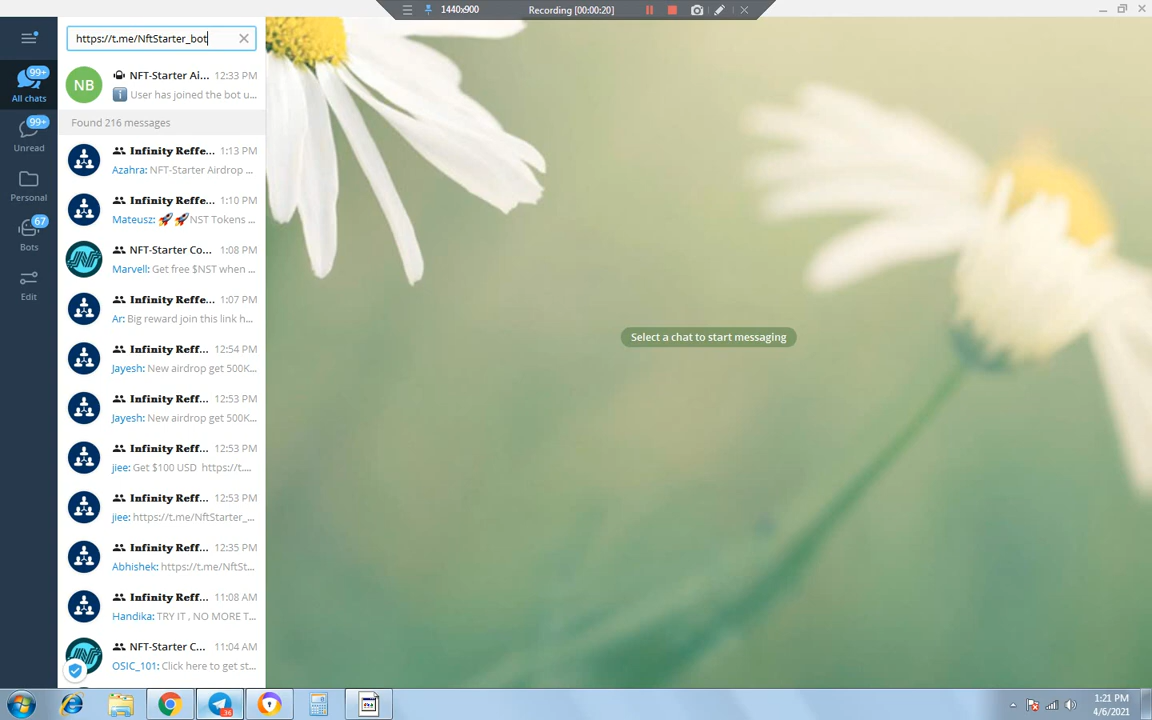 1440x900
Recording [00:00:20]
https://t.me/NftStarter_bot
99+
All chats
99+
Unread
Personal
67
Bots
Edit
NB
NFT-Starter Ai... 12:33 PM
User has joined the bot u...
Found 216 messages
Infinity Reffe... 1:13 PM
Azahra: NFT-Starter Airdrop ...
Infinity Reffe... 1:10 PM
Mateusz: 🚀🚀NST Tokens ...
NFT-Starter Co... 1:08 PM
Marvell: Get free $NST when ...
Infinity Reffe... 1:07 PM
Ar: Big reward join this link h...
Infinity Reff... 12:54 PM
Jayesh: New airdrop get 500K...
Infinity Reff... 12:53 PM
Jayesh: New airdrop get 500K...
Infinity Reff... 12:53 PM
jiee: Get $100 USD https://t....
Infinity Reff... 12:53 PM
jiee: https://t.me/NftStarter_...
Infinity Reff... 12:35 PM
Abhishek: https://t.me/NftSt...
Infinity Reff... 11:08 AM
Handika: TRY IT , NO MORE T...
NFT-Starter C... 11:04 AM
OSIC_101: Click here to get st...
Select a chat to start messaging
1:21 PM
4/6/2021